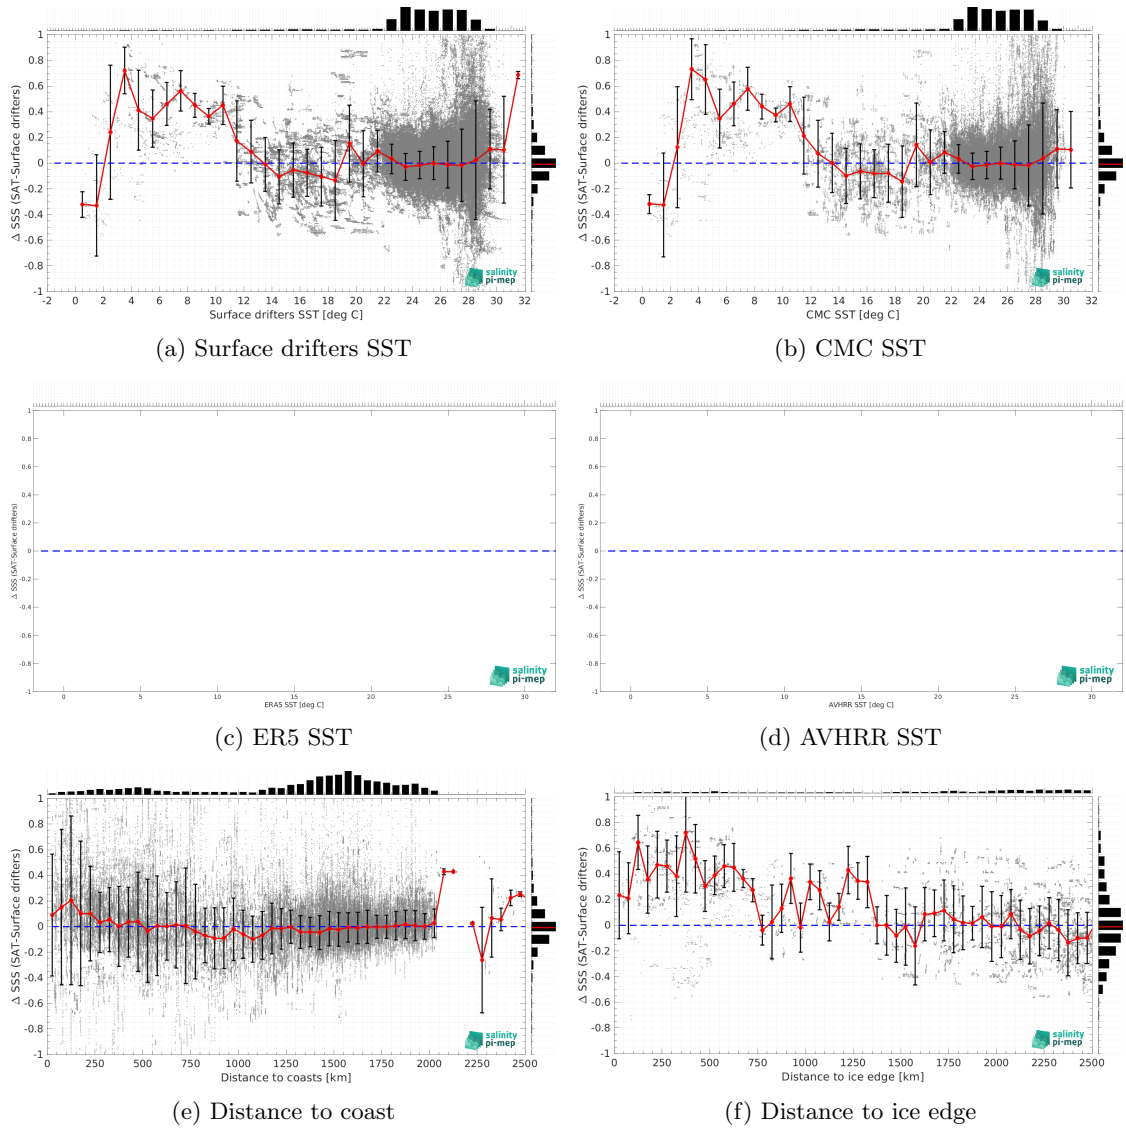 1
0.8
0.6
0.4
0.2
0
-0.2
-0.4
-0.6
-0.8
-1
Δ SSS (SAT-Surface drifters)
-2 0 2 4 6 8 10 12 14 16 18 20 22 24 26 28 30 32
Surface drifters SST [deg C]
salinity
pi-mep
(a) Surface drifters SST
1
0.8
0.6
0.4
0.2
0
-0.2
-0.4
-0.6
-0.8
-1
Δ SSS (SAT-Surface drifters)
-2 0 2 4 6 8 10 12 14 16 18 20 22 24 26 28 30 32
CMC SST [deg C]
salinity
pi-mep
(b) CMC SST
1
0.8
0.6
0.4
0.2
0
-0.2
-0.4
-0.6
-0.8
-1
Δ SSS (SAT-Surface drifters)
0 5 10 15 20 25 30
ERA5 SST [deg C]
salinity
pi-mep
(c) ER5 SST
1
0.8
0.6
0.4
0.2
0
-0.2
-0.4
-0.6
-0.8
-1
Δ SSS (SAT-Surface drifters)
0 5 10 15 20 25 30
AVHRR SST [deg C]
salinity
pi-mep
(d) AVHRR SST
1
0.8
0.6
0.4
0.2
0
-0.2
-0.4
-0.6
-0.8
-1
Δ SSS (SAT-Surface drifters)
0 250 500 750 1000 1250 1500 1750 2000 2250 2500
Distance to coasts [km]
salinity
pi-mep
(e) Distance to coast
1
0.8
0.6
0.4
0.2
0
-0.2
-0.4
-0.6
-0.8
-1
Δ SSS (SAT-Surface drifters)
0 250 500 750 1000 1250 1500 1750 2000 2250 2500
Distance to ice edge [km]
salinity
pi-mep
(f) Distance to ice edge